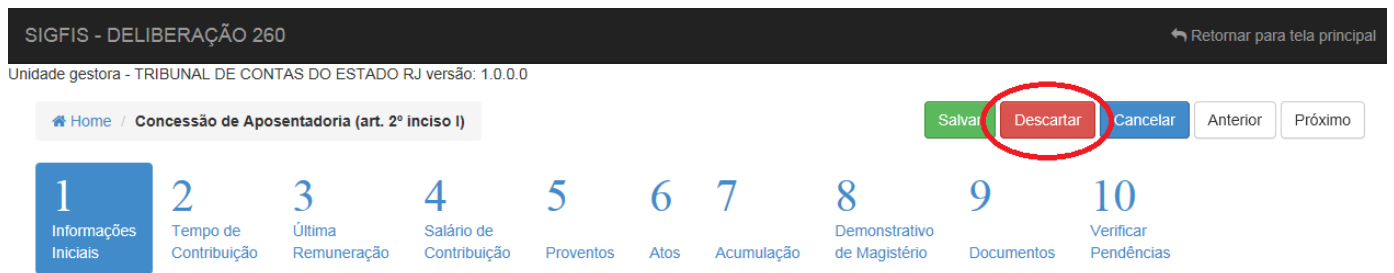 SIGFIS - DELIBERAÇÃO 260
Retornar para tela principal
Unidade gestora - TRIBUNAL DE CONTAS DO ESTADO RJ versão: 1.0.0.0
Home / Concessão de Aposentadoria (art. 2º inciso I)
Salvar Descartar Cancelar Anterior Próximo
1
Informações
Iniciais
2
Tempo de
Contribuição
3
Última
Remuneração
4
Salário de
Contribuição
5
Proventos
6
Atos
7
Acumulação
8
Demonstrativo
de Magistério
9
Documentos
10
Verificar
Pendências